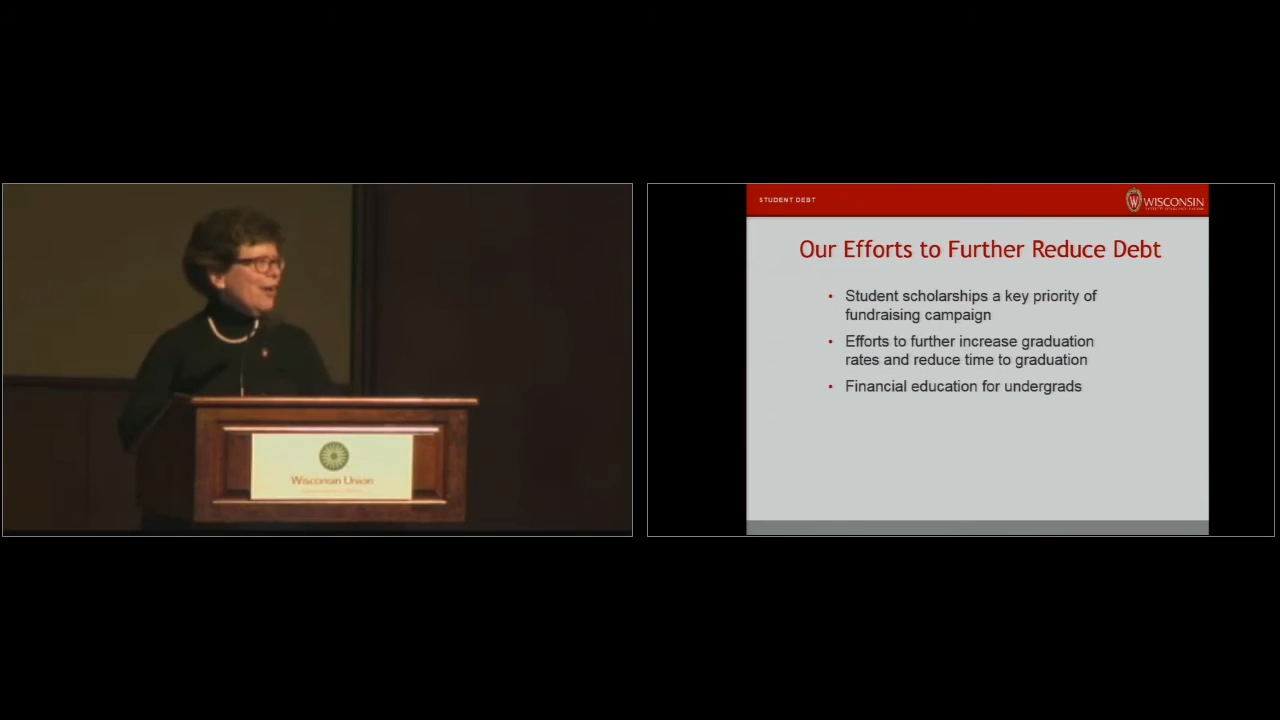 Wisconsin Union
STUDENT DEBT
W
WISCONSIN
Our Efforts to Further Reduce Debt
• Student scholarships a key priority of
fundraising campaign
• Efforts to further increase graduation
rates and reduce time to graduation
• Financial education for undergrads